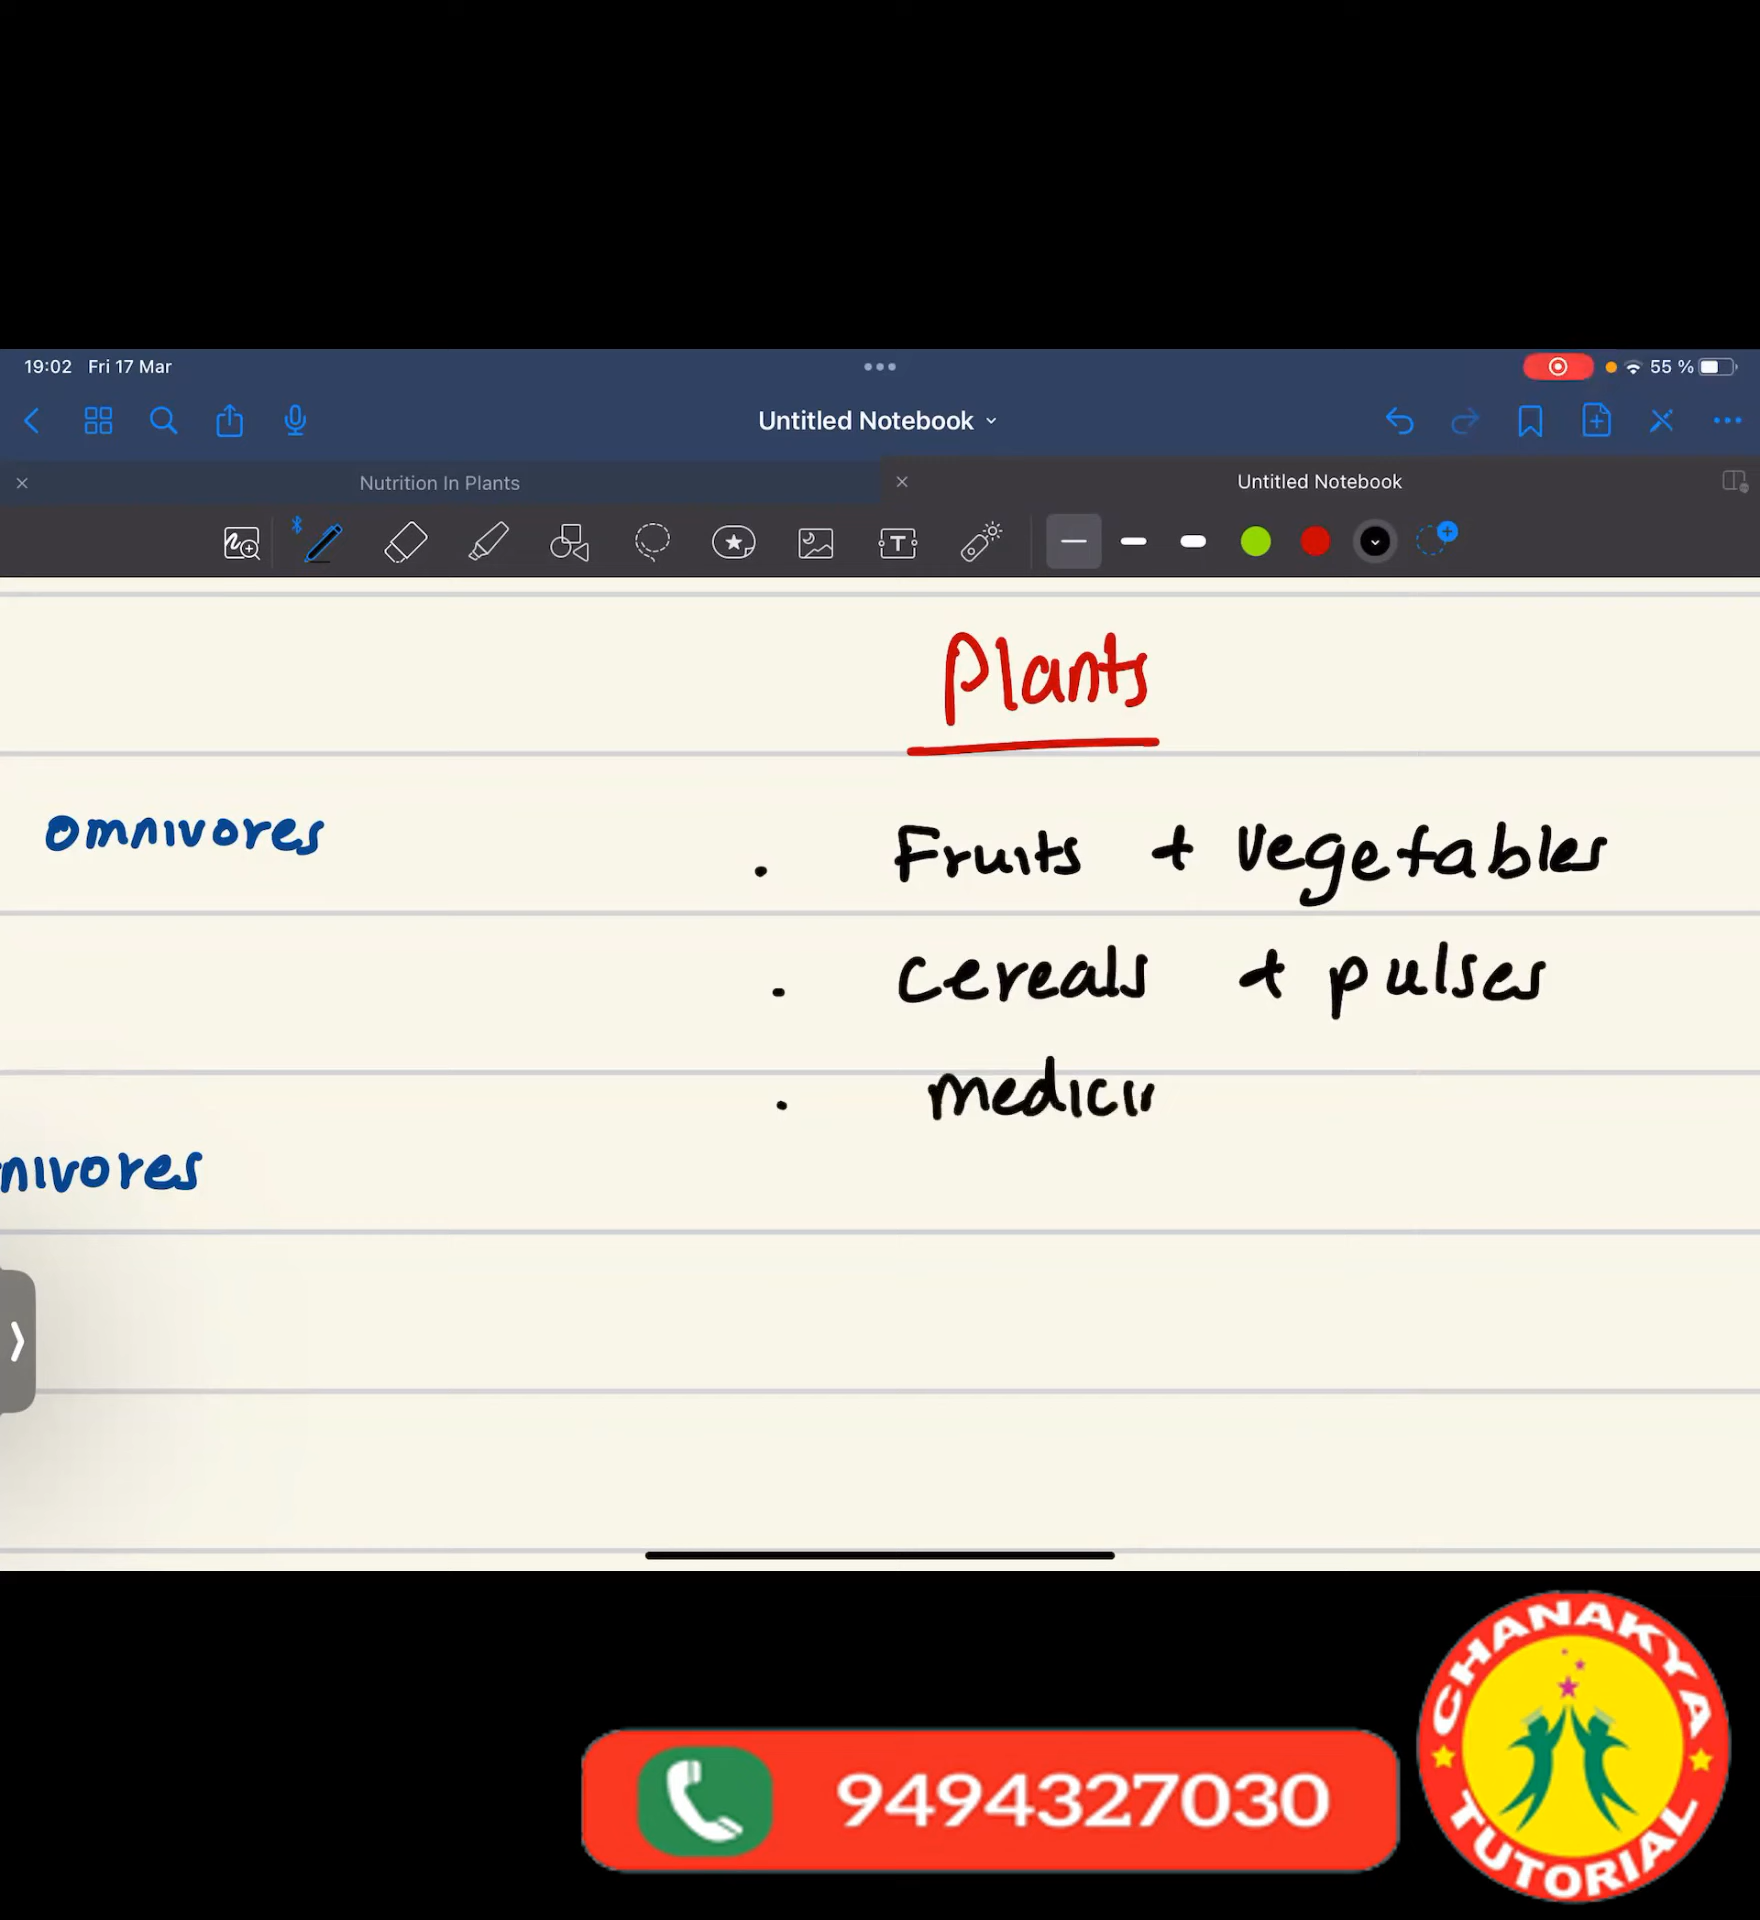 19:02 Fri 17 Mar
55 %
Untitled Notebook
Nutrition In Plants
Untitled Notebook
T
Plants
omnivores
. Fruits + vegetables
. cereals + pulses
. medici
nivores
9494327030
CHANAKYA
TUTORIAL